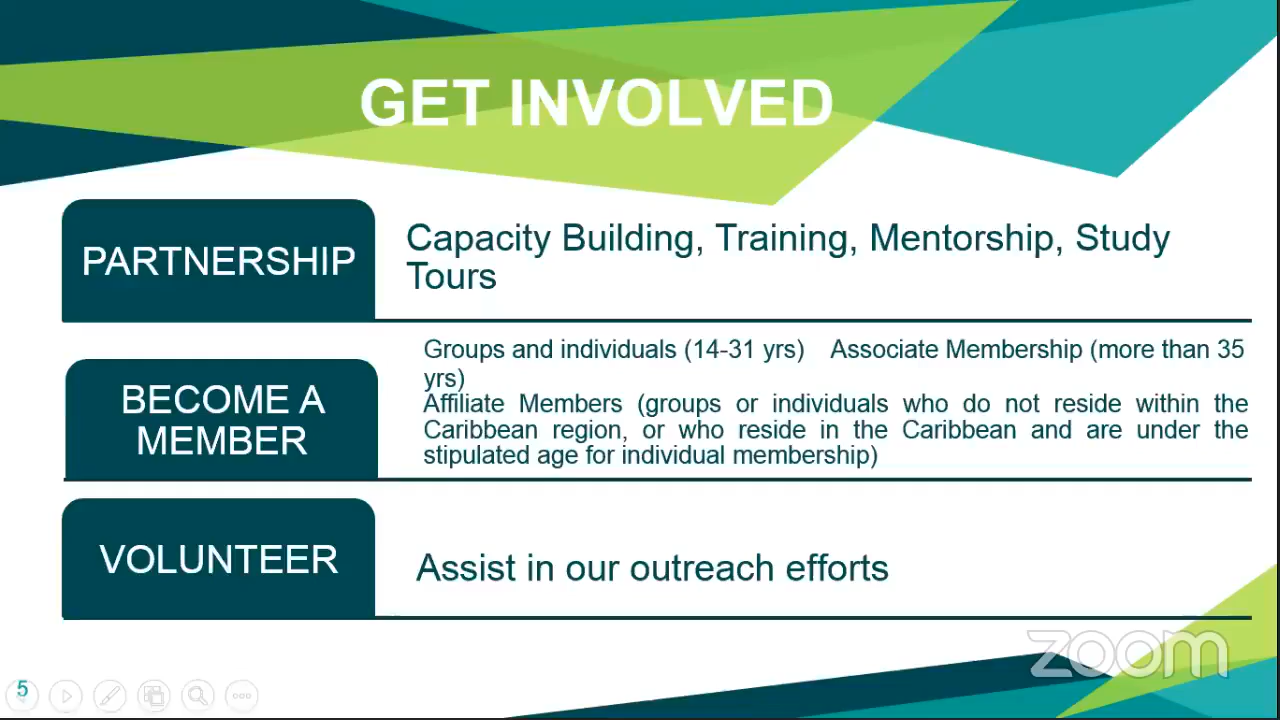 GET INVOLVED
PARTNERSHIP
Capacity Building, Training, Mentorship, Study
Tours
BECOME A
MEMBER
Groups and individuals (14-31 yrs) Associate Membership (more than 35
yrs)
Affiliate Members (groups or individuals who do not reside within the
Caribbean region, or who reside in the Caribbean and are under the
stipulated age for individual membership)
VOLUNTEER
Assist in our outreach efforts
zoom
5